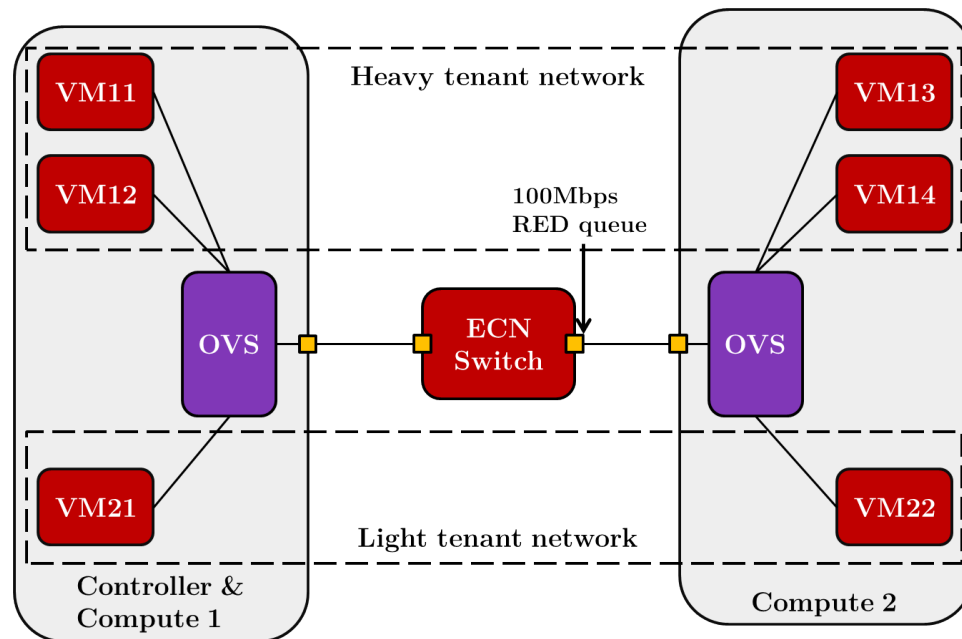 Heavy tenant network
VM11
VM13
VM12
VM14
100Mbps
RED queue
OVS
ECN
Switch
OVS
VM21
VM22
Light tenant network
Controller &
Compute 1
Compute 2